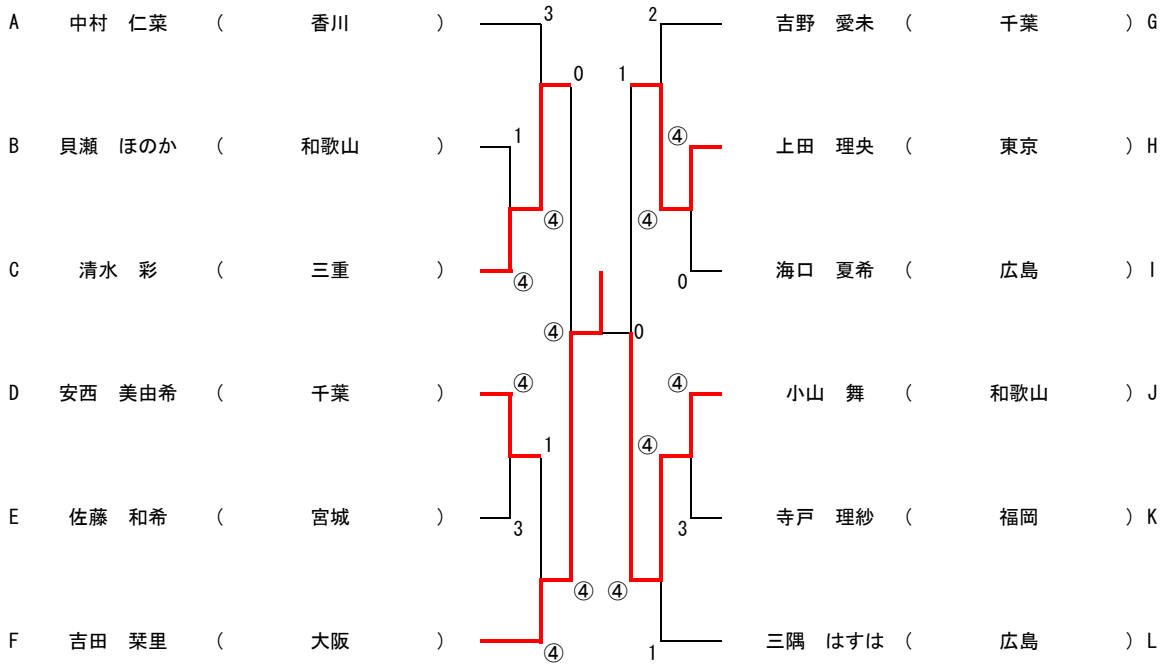 A 中村 仁菜 ( 香川 ) 3 2 吉野 愛未 ( 千葉 ) G
0 1
B 貝瀬 ほのか ( 和歌山 ) 1 ④ 上田 理央 ( 東京 ) H
④ ④
C 清水 彩 ( 三重 ) ④ 0 海口 夏希 ( 広島 ) I
④ 0
D 安西 美由希 ( 千葉 ) ④ ④ 小山 舞 ( 和歌山 ) J
1 ④
E 佐藤 和希 ( 宮城 ) 3 3 寺戸 理紗 ( 福岡 ) K
④ ④
F 吉田 栞里 ( 大阪 ) ④ 1 三隅 はすは ( 広島 ) L